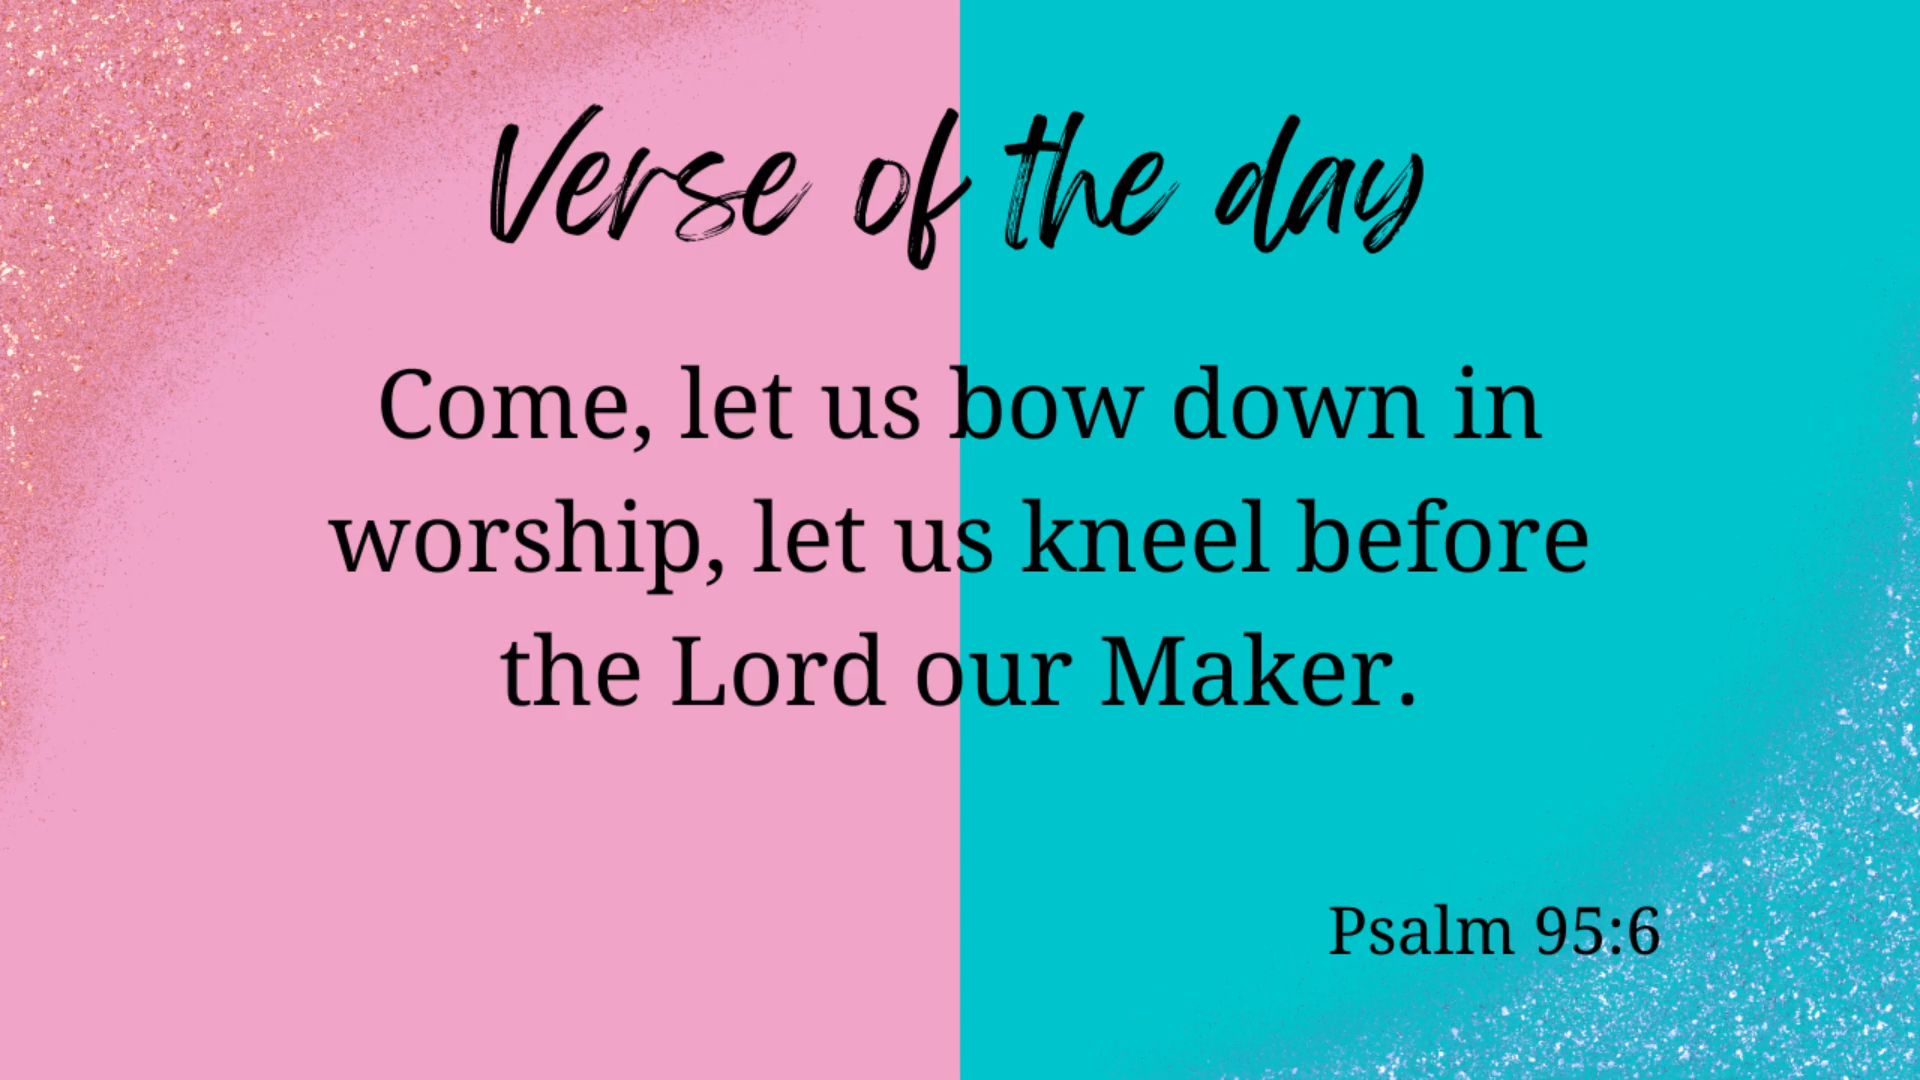 Verse of the day
Come, let us bow down in
worship, let us kneel before
the Lord our Maker.
Psalm 95:6